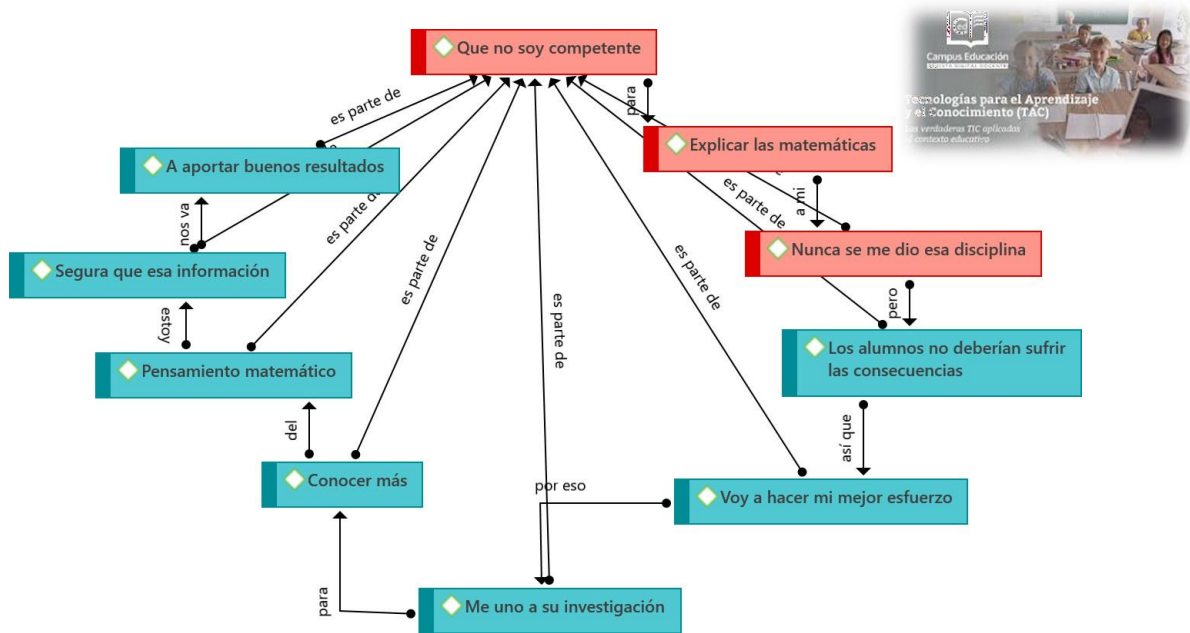 Que no soy competente
para
Explicar las matemáticas
a mi
Nunca se me dio esa disciplina
pero
Los alumnos no deberían sufrir
las consecuencias
así que
Voy a hacer mi mejor esfuerzo
por eso
Me uno a su investigación
para
Conocer más
del
Pensamiento matemático
estoy
Segura que esa información
nos va
A aportar buenos resultados
es parte de
es parte de
es parte de
es parte de
es parte de
es parte de
Campus Educación
Tecnologías para el Aprendizaje
y el Conocimiento (TAC)
Las verdaderas TIC aplicadas
al contexto educativo